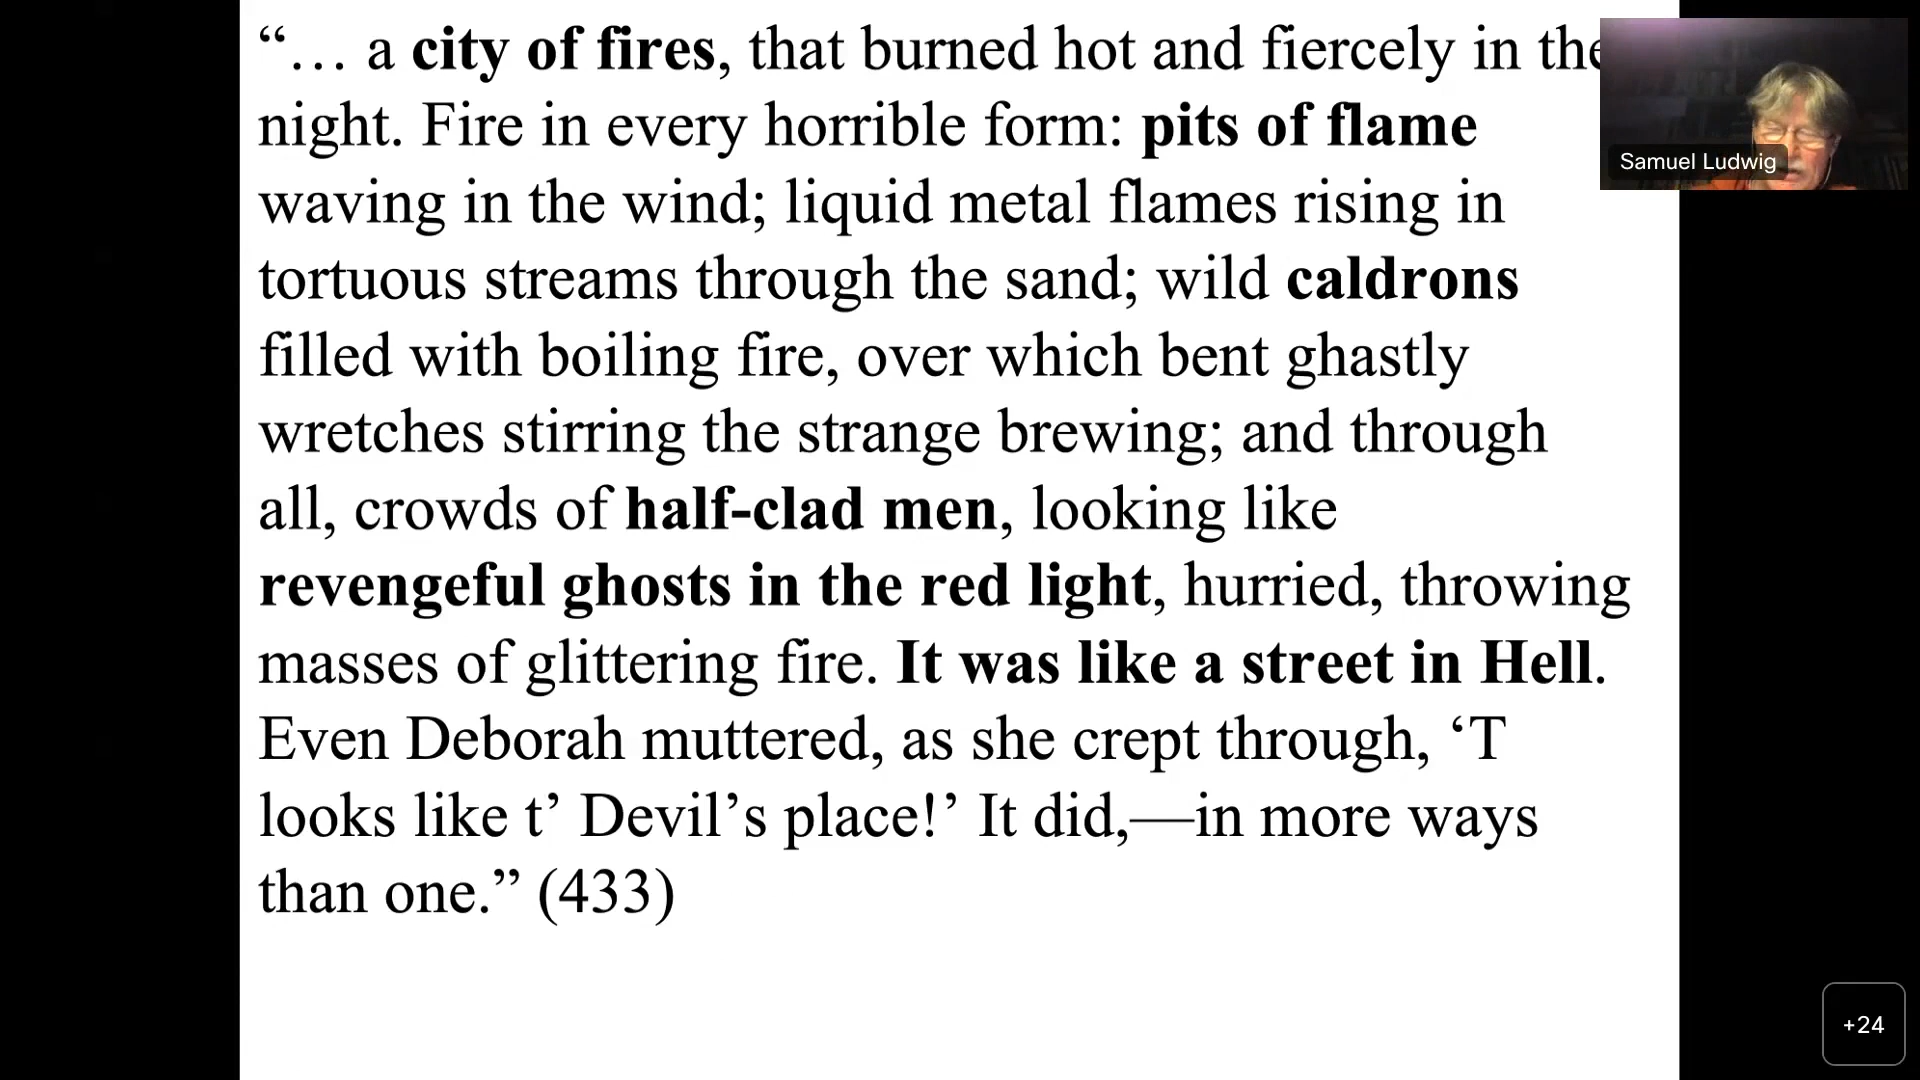 “… a city of fires, that burned hot and fiercely in the
night. Fire in every horrible form: pits of flame
waving in the wind; liquid metal flames rising in
tortuous streams through the sand; wild caldrons
filled with boiling fire, over which bent ghastly
wretches stirring the strange brewing; and through
all, crowds of half-clad men, looking like
revengeful ghosts in the red light, hurried, throwing
masses of glittering fire. It was like a street in Hell.
Even Deborah muttered, as she crept through, ‘T
looks like t’ Devil’s place!’ It did,—in more ways
than one.” (433)
Samuel Ludwig
+24